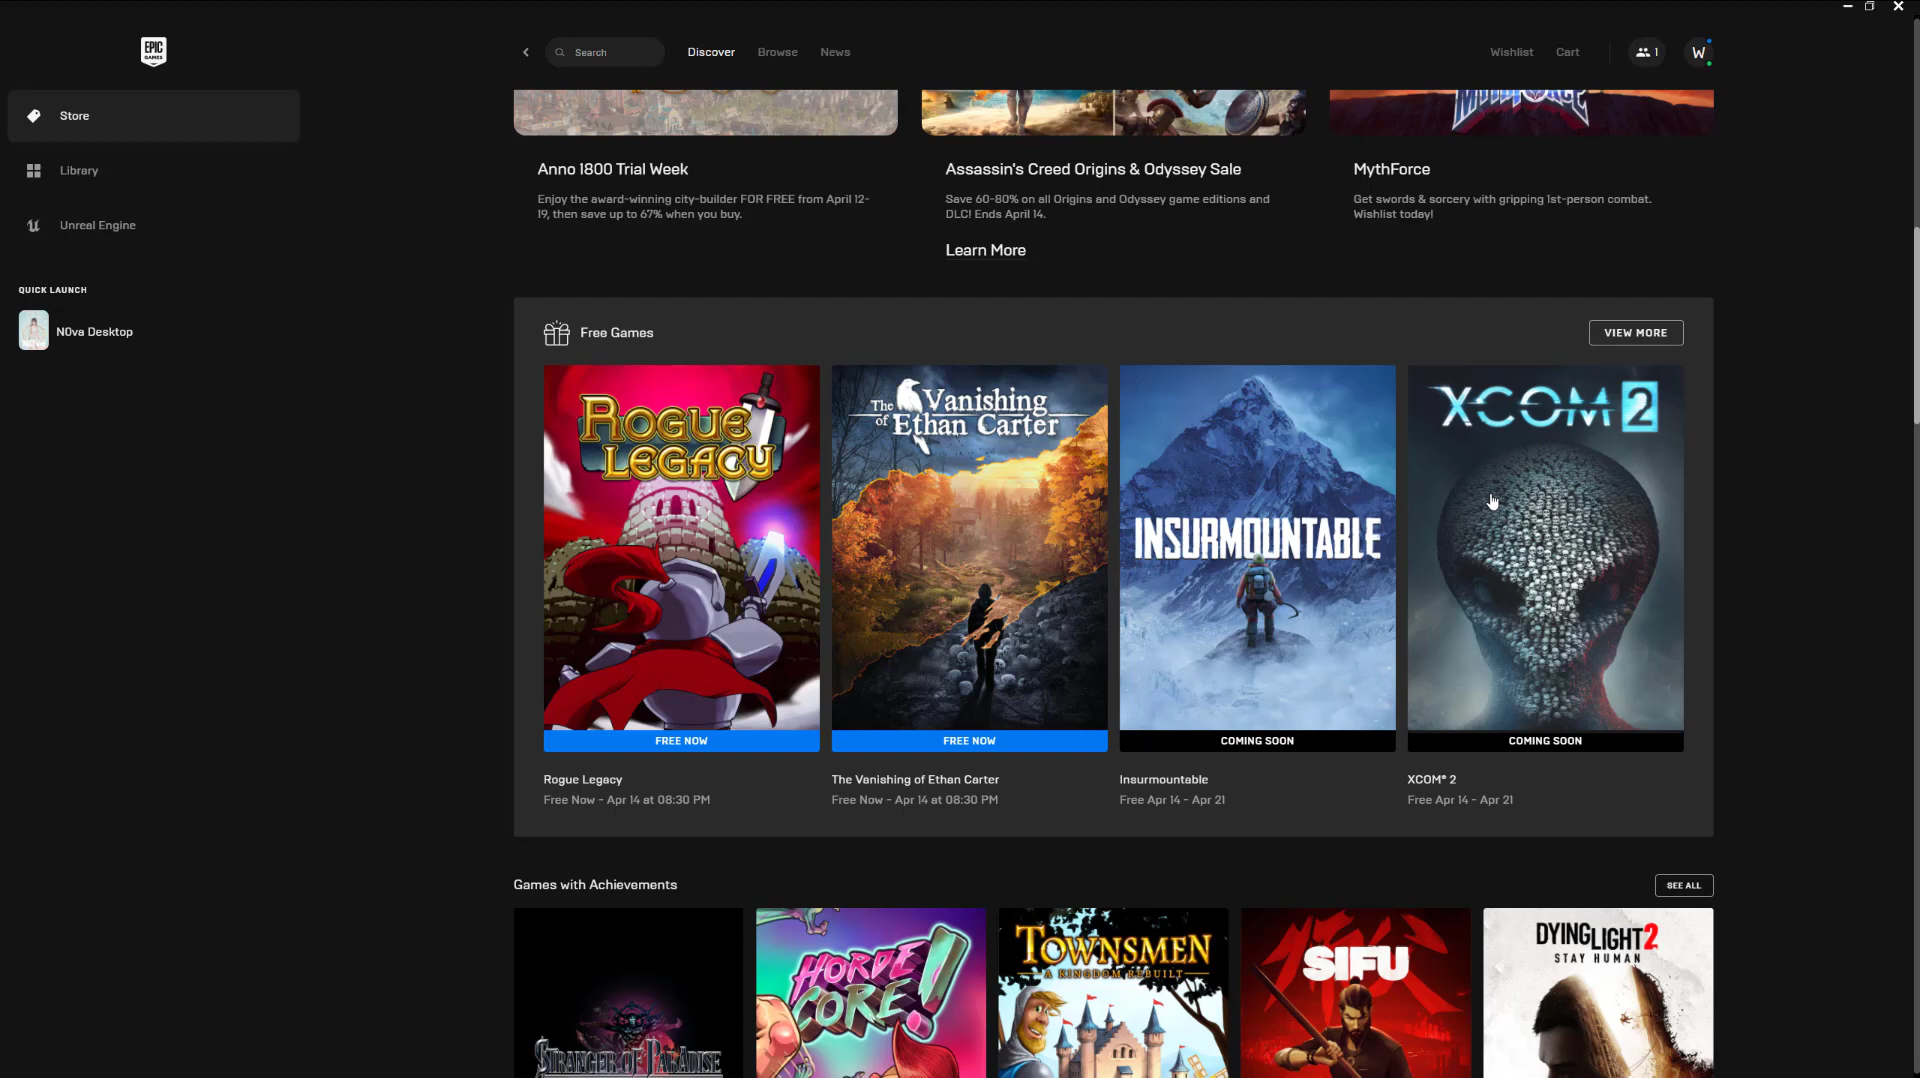 EPIC
GAMES
Search
Discover
Browse
News
Wishlist
Cart
1
W
Store
Library
Unreal Engine
QUICK LAUNCH
N0va Desktop
Anno 1800 Trial Week
Enjoy the award-winning city-builder FOR FREE from April 12-
19, then save up to 67% when you buy.
Assassin's Creed Origins & Odyssey Sale
Save 60-80% on all Origins and Odyssey game editions and
DLC! Ends April 14.
Learn More
MythForce
Get swords & sorcery with gripping 1st-person combat.
Wishlist today!
Free Games
VIEW MORE
ROGUE
LEGACY
FREE NOW
Rogue Legacy
Free Now - Apr 14 at 08:30 PM
The Vanishing
of Ethan Carter
FREE NOW
The Vanishing of Ethan Carter
Free Now - Apr 14 at 08:30 PM
INSURMOUNTABLE
COMING SOON
Insurmountable
Free Apr 14 - Apr 21
XCOM 2
COMING SOON
XCOM® 2
Free Apr 14 - Apr 21
Games with Achievements
SEE ALL
STRANGER OF PARADISE
HORDE
CORE!
TOWNSMEN
A KINGDOM REBUILT
SIFU
DYING LIGHT 2
STAY HUMAN